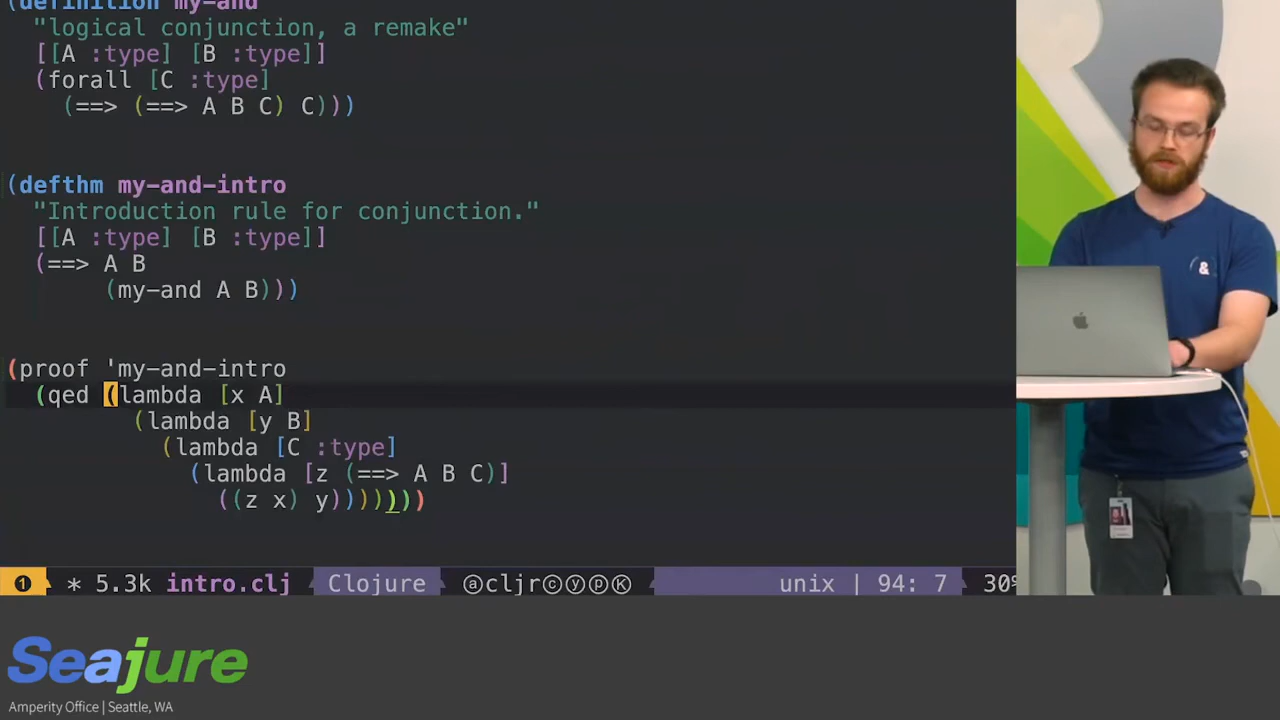 (definition my-and
"logical conjunction, a remake"
[[A :type] [B :type]]
(forall [C :type]
(==> (==> A B C) C)))
(defthm my-and-intro
"Introduction rule for conjunction."
[[A :type] [B :type]]
(==> A B
(my-and A B)))
(proof 'my-and-intro
(qed (lambda [x A]
(lambda [y B]
(lambda [C :type]
(lambda [z (==> A B C)]
((z x) y)))))))
❶ * 5.3k intro.clj Clojure ⓐcljrⓒⓨⓟⓀ unix | 94: 7 30%
&
Seajure
Amperity Office | Seattle, WA